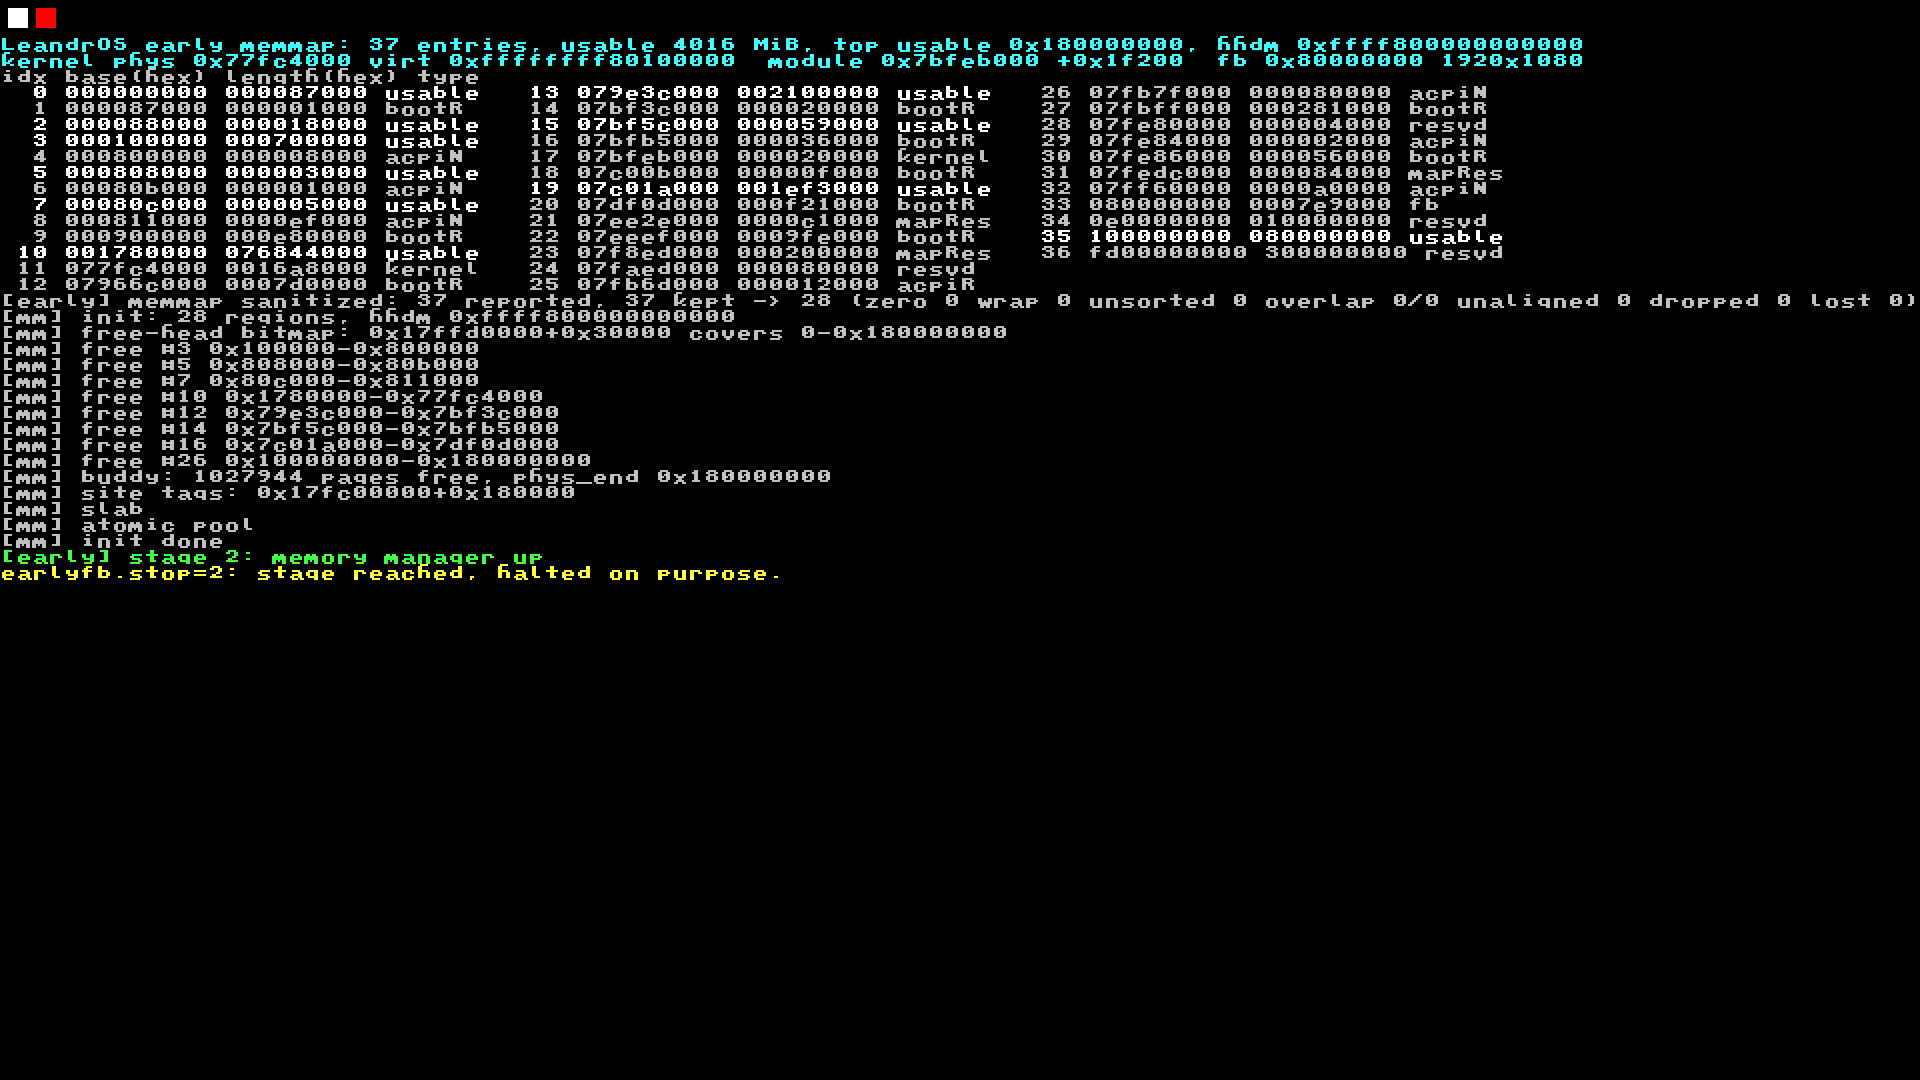 LeandrOS early memmap: 37 entries, usable 4016 MiB, top usable 0x180000000, hhdm 0xffff800000000000
kernel phys 0x77fc4000 virt 0xffffffff80100000  module 0x7bfeb000 +0x1f200  fb 0x80000000 1920x1080
idx base(hex) length(hex) type
0 000000000 000087000 usable 13 079e3c000 002100000 usable 26 07fb7f000 000080000 acpiN
1 000087000 000001000 bootR 14 07bf3c000 000020000 bootR 27 07fbff000 000281000 bootR
2 000088000 000018000 usable 15 07bf5c000 000059000 usable 28 07fe80000 000004000 resvd
3 000100000 000700000 usable 16 07bfb5000 000036000 bootR 29 07fe84000 000002000 acpiN
4 000800000 000008000 acpiN 17 07bfeb000 000020000 kernel 30 07fe86000 000056000 bootR
5 000808000 000003000 usable 18 07c00b000 00000f000 bootR 31 07fedc000 000084000 mapRes
6 00080b000 000001000 acpiN 19 07c01a000 001ef3000 usable 32 07ff60000 0000a0000 acpiN
7 00080c000 000005000 usable 20 07df0d000 000f21000 bootR 33 080000000 0007e9000 fb
8 000811000 0000ef000 acpiN 21 07ee2e000 0000c1000 mapRes 34 0e0000000 010000000 resvd
9 000900000 000e80000 bootR 22 07eeef000 0009fe000 bootR 35 100000000 080000000 usable
10 001780000 076844000 usable 23 07f8ed000 000200000 mapRes 36 fd00000000 300000000 resvd
11 077fc4000 0016a8000 kernel 24 07faed000 000080000 resvd
12 07966c000 0007d0000 bootR 25 07fb6d000 000012000 acpiR
[early] memmap sanitized: 37 reported, 37 kept -> 28 (zero 0 wrap 0 unsorted 0 overlap 0/0 unaligned 0 dropped 0 lost 0)
[mm] init: 28 regions, hhdm 0xffff800000000000
[mm] free-head bitmap: 0x17ffd0000+0x30000 covers 0-0x180000000
[mm] free #3 0x100000-0x800000
[mm] free #5 0x808000-0x80b000
[mm] free #7 0x80c000-0x811000
[mm] free #10 0x1780000-0x77fc4000
[mm] free #12 0x79e3c000-0x7bf3c000
[mm] free #14 0x7bf5c000-0x7bfb5000
[mm] free #16 0x7c01a000-0x7df0d000
[mm] free #26 0x100000000-0x180000000
[mm] buddy: 1027944 pages free, phys_end 0x180000000
[mm] site tags: 0x17fc00000+0x180000
[mm] slab
[mm] atomic pool
[mm] init done
[early] stage 2: memory manager up
earlyfb.stop=2: stage reached, halted on purpose.